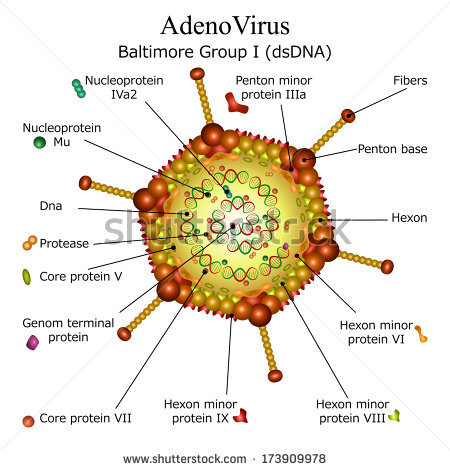 AdenoVirus
Baltimore Group I (dsDNA)
Nucleoprotein
IVa2
Penton minor
protein IIIa
Fibers
Nucleoprotein
Mu
Penton base
Dna
Hexon
Protease
Core protein V
Genom terminal
protein
Hexon minor
protein VI
Core protein VII
Hexon minor
protein IX
Hexon minor
protein VIII
shutterstock
www.shutterstock.com · 173909978